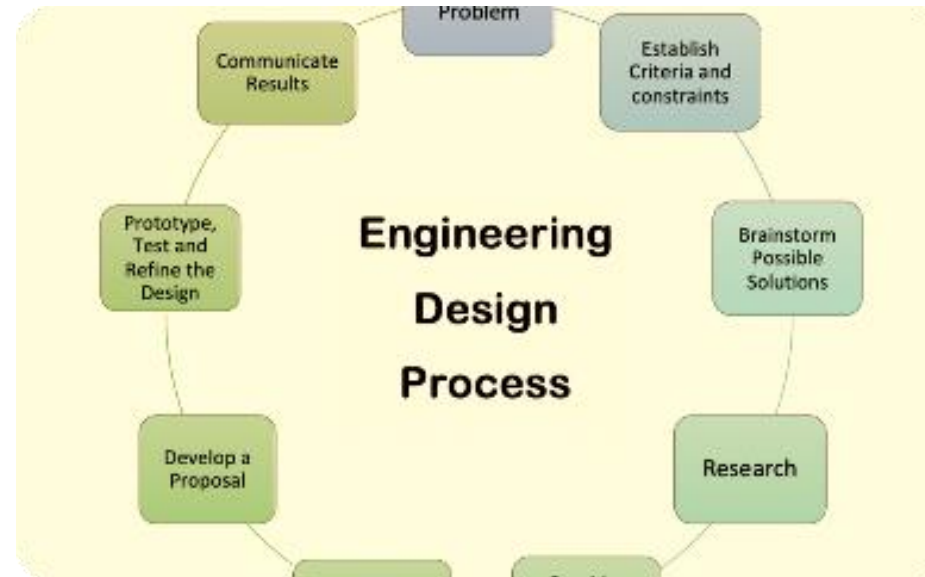 Problem
Establish
Criteria and
constraints
Brainstorm
Possible
Solutions
Research
Develop a
Proposal
Prototype,
Test and
Refine the
Design
Communicate
Results
Engineering
Design
Process